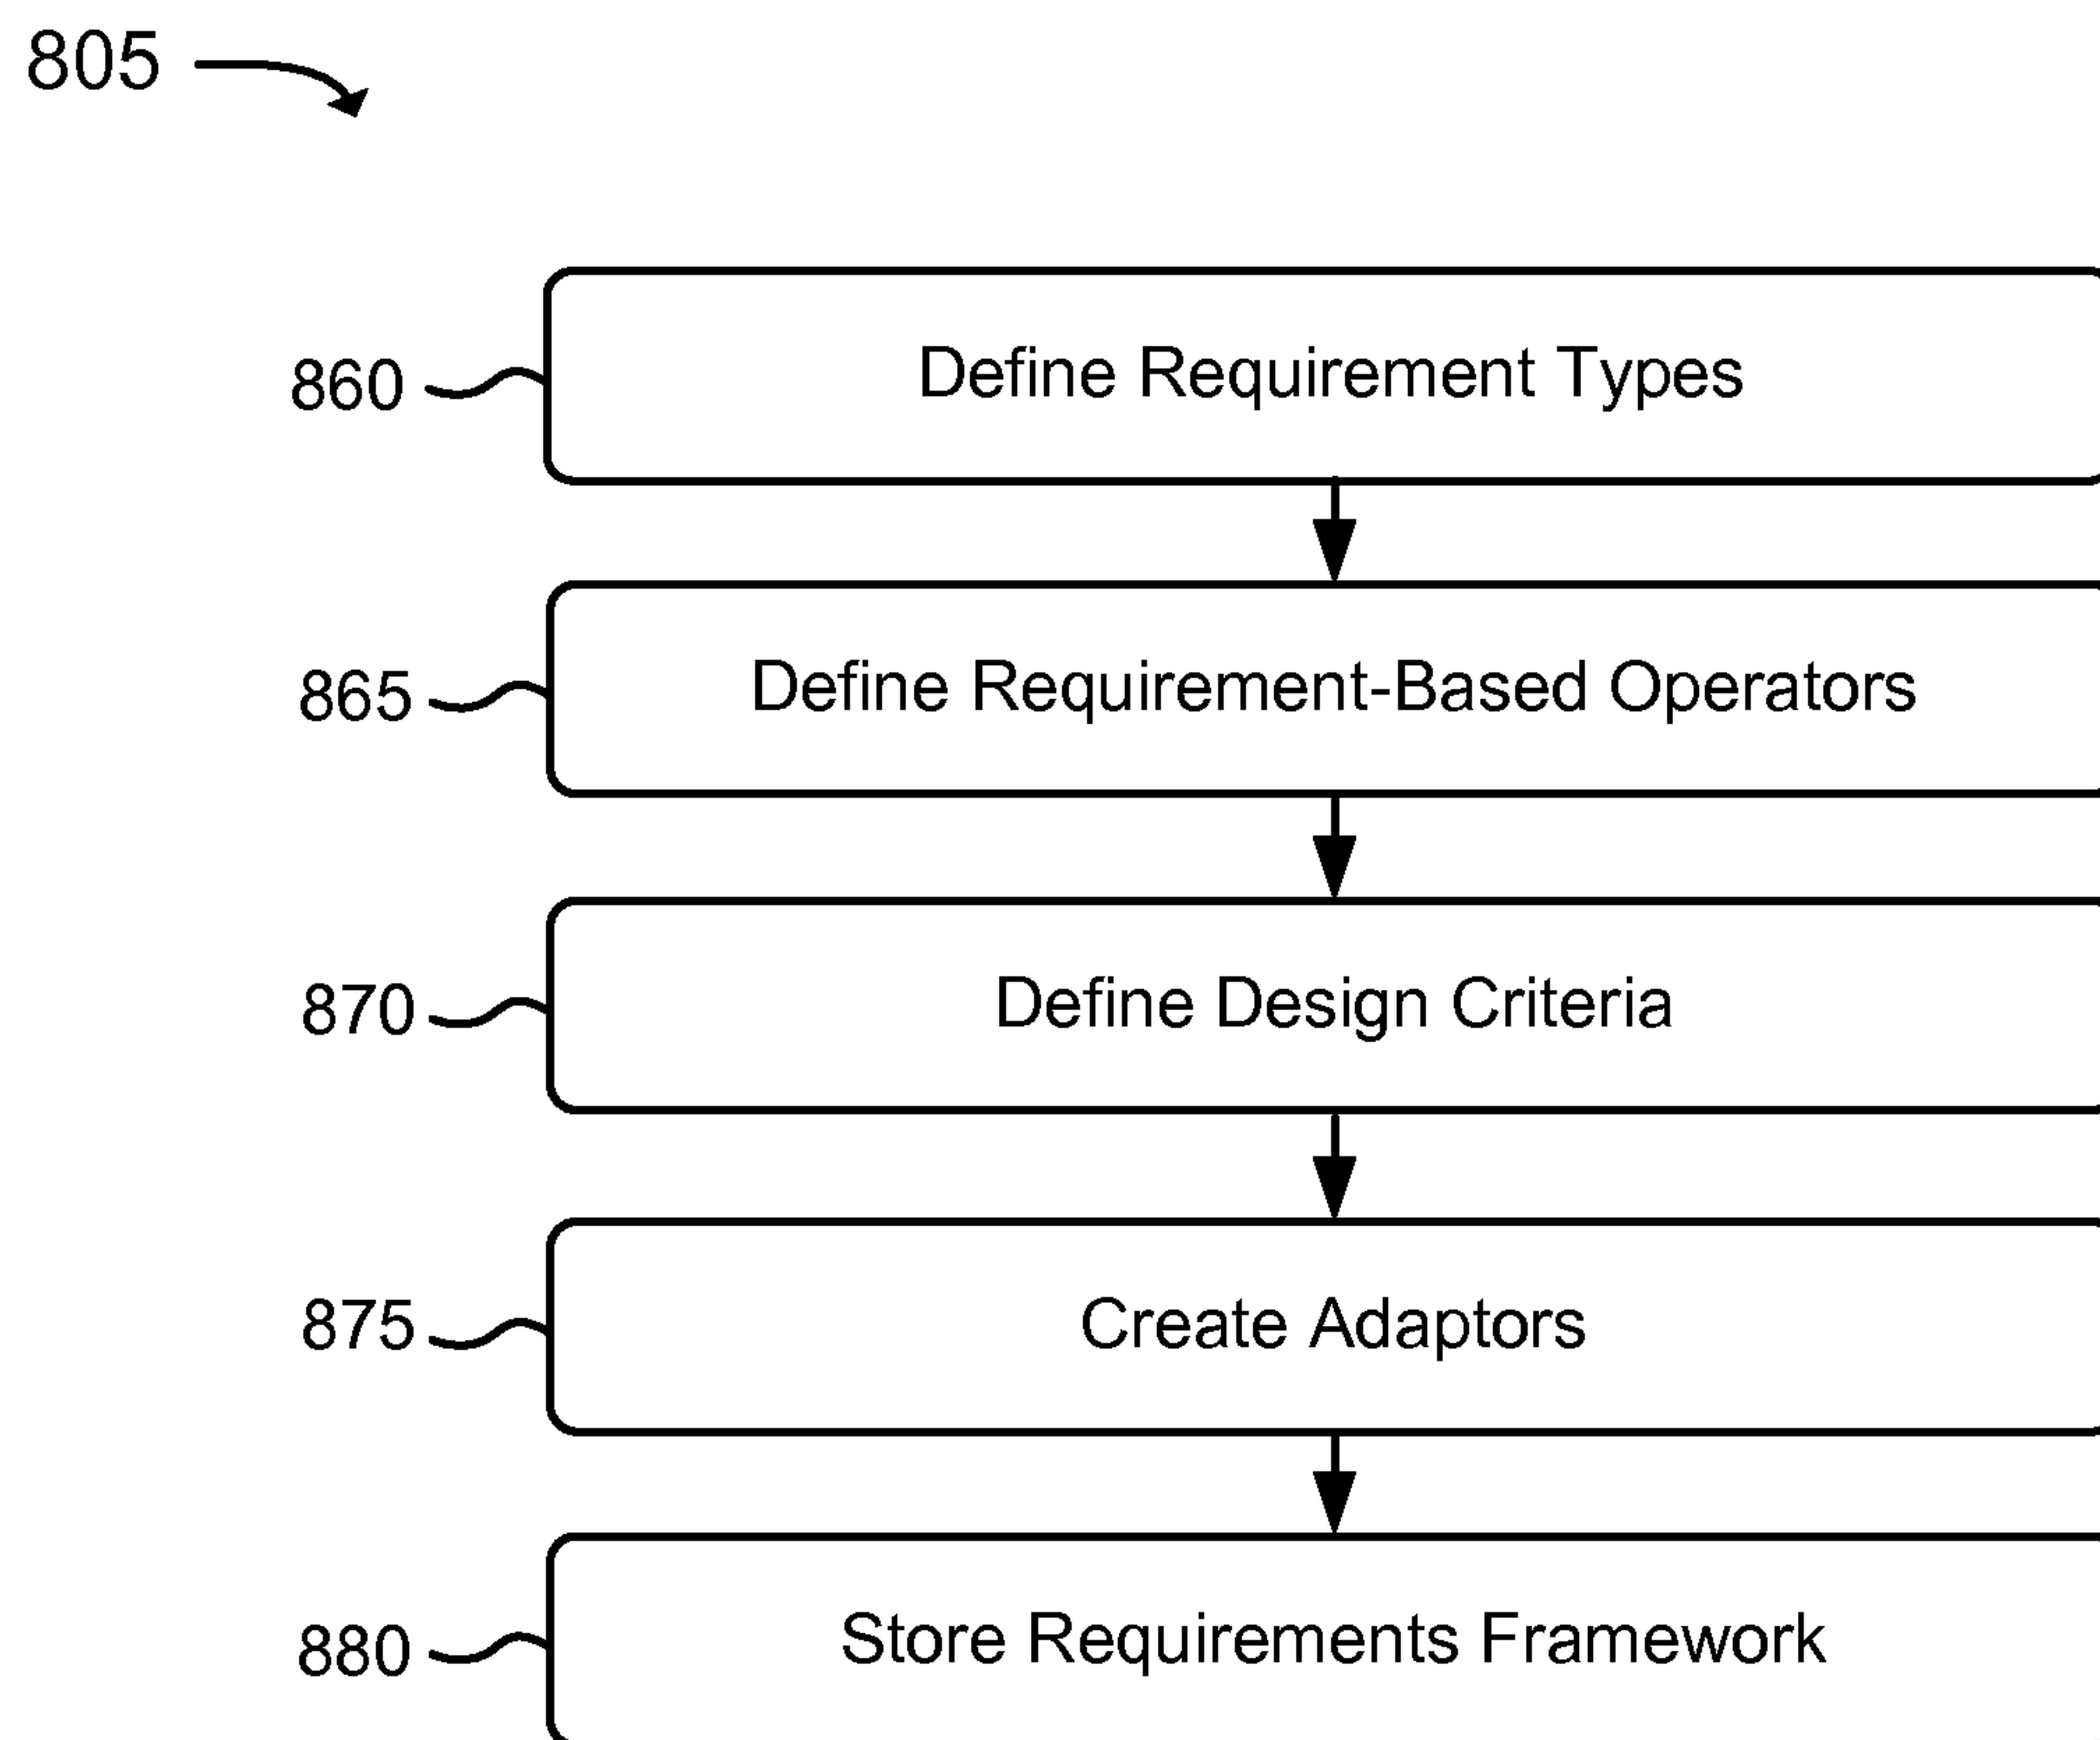 805
860 Define Requirement Types
865 Define Requirement-Based Operators
870 Define Design Criteria
875 Create Adaptors
880 Store Requirements Framework